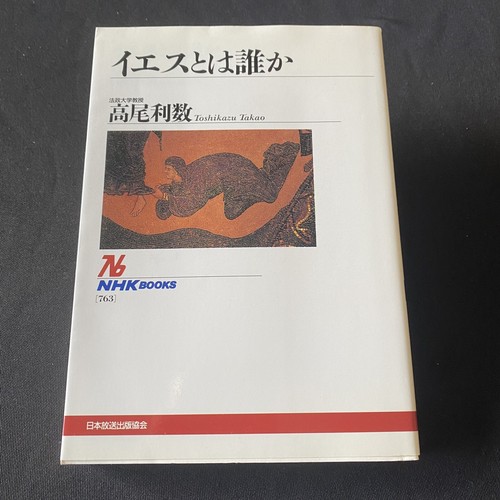 イエスとは誰か
法政大学教授
高尾利数 Toshikazu Takao
NHK BOOKS
[763]
日本放送出版協会